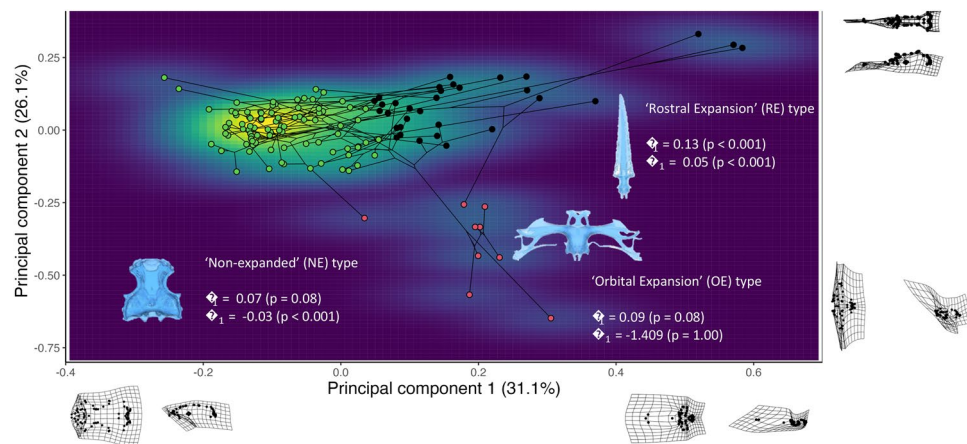 Principal component 2 (26.1%)
0.25
0.00
-0.25
-0.50
-0.75
'Rostral Expansion' (RE) type
�1 = 0.13 (p < 0.001)
�1 = 0.05 (p < 0.001)
'Non-expanded' (NE) type
�1 = 0.07 (p = 0.08)
�1 = -0.03 (p < 0.001)
'Orbital Expansion' (OE) type
�1 = 0.09 (p = 0.08)
�1 = -1.409 (p = 1.00)
-0.4
-0.2
0.0
0.2
0.4
0.6
Principal component 1 (31.1%)